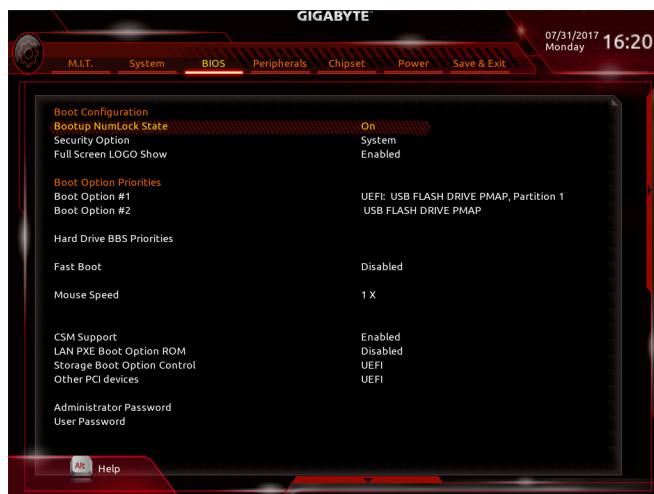 GIGABYTE
07/31/2017 Monday 16:20
M.I.T. System BIOS Peripherals Chipset Power Save & Exit
Boot Configuration
Bootup NumLock State On
Security Option System
Full Screen LOGO Show Enabled
Boot Option Priorities
Boot Option #1 UEFI: USB FLASH DRIVE PMAP, Partition 1
Boot Option #2 USB FLASH DRIVE PMAP
Hard Drive BBS Priorities
Fast Boot Disabled
Mouse Speed 1 X
CSM Support Enabled
LAN PXE Boot Option ROM Disabled
Storage Boot Option Control UEFI
Other PCI devices UEFI
Administrator Password
User Password
Alt Help